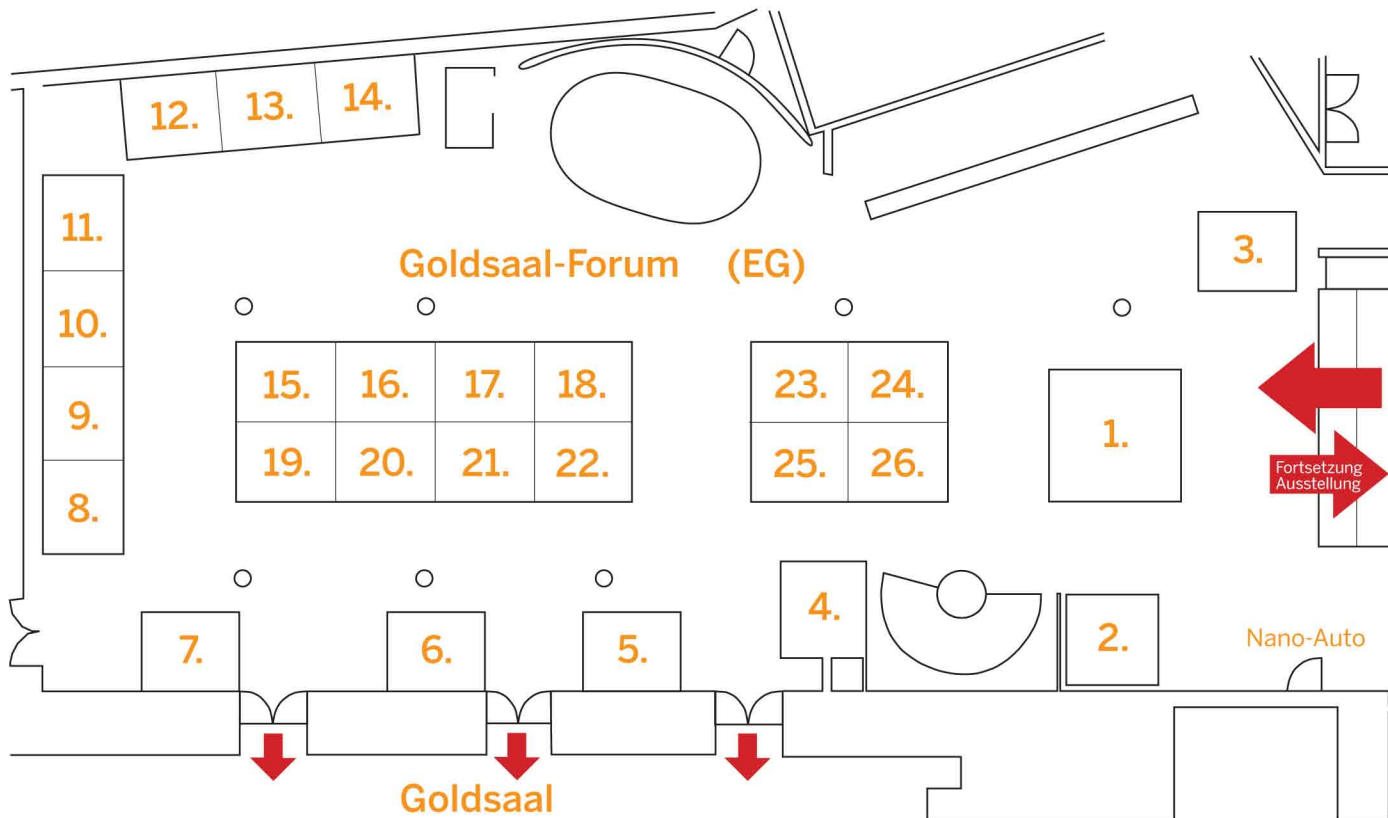 12. 13. 14.
11.
Goldsaal-Forum (EG)
3.
10.
15. 16. 17. 18. 23. 24.
9.
1.
19. 20. 21. 22. 25. 26.
Fortsetzung
Ausstellung
8.
4.
7. 6. 5. 2. Nano-Auto
Goldsaal